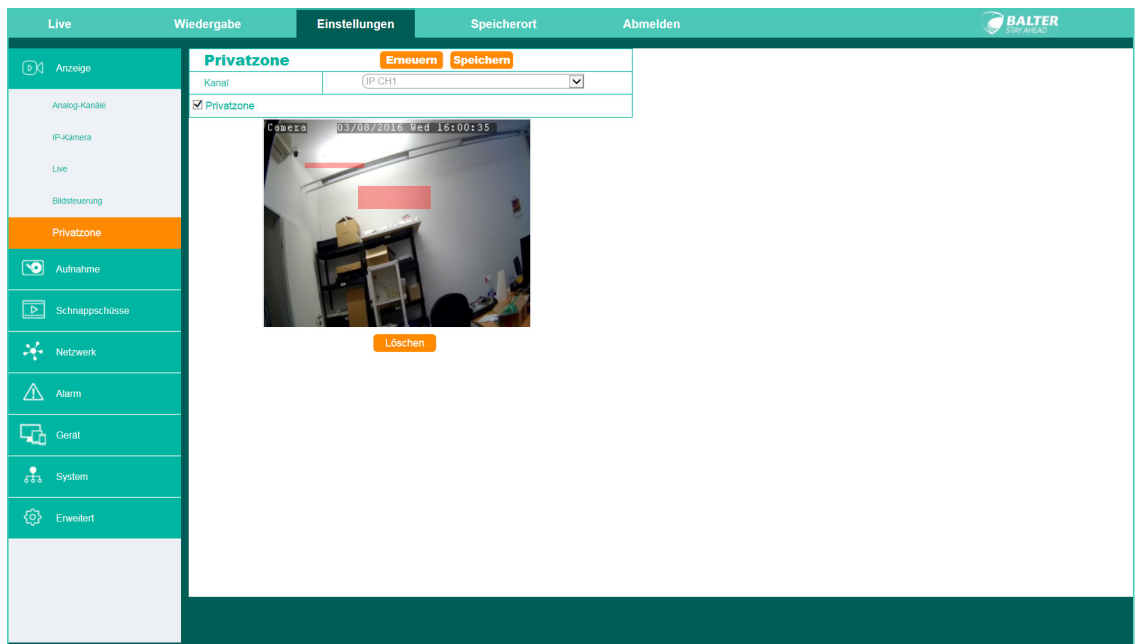 Live Wiedergabe Einstellungen Speicherort Abmelden
BALTER
STAY AHEAD
Anzeige
Analog-Kanäle
IP-Kamera
Live
Bildsteuerung
Privatzone
Aufnahme
Schnappschüsse
Netzwerk
Alarm
Gerät
System
Erweitert
Privatzone Erneuern Speichern
Kanal IP CH1
Privatzone
Camera 03/08/2016 Wed 16:00:35
Löschen